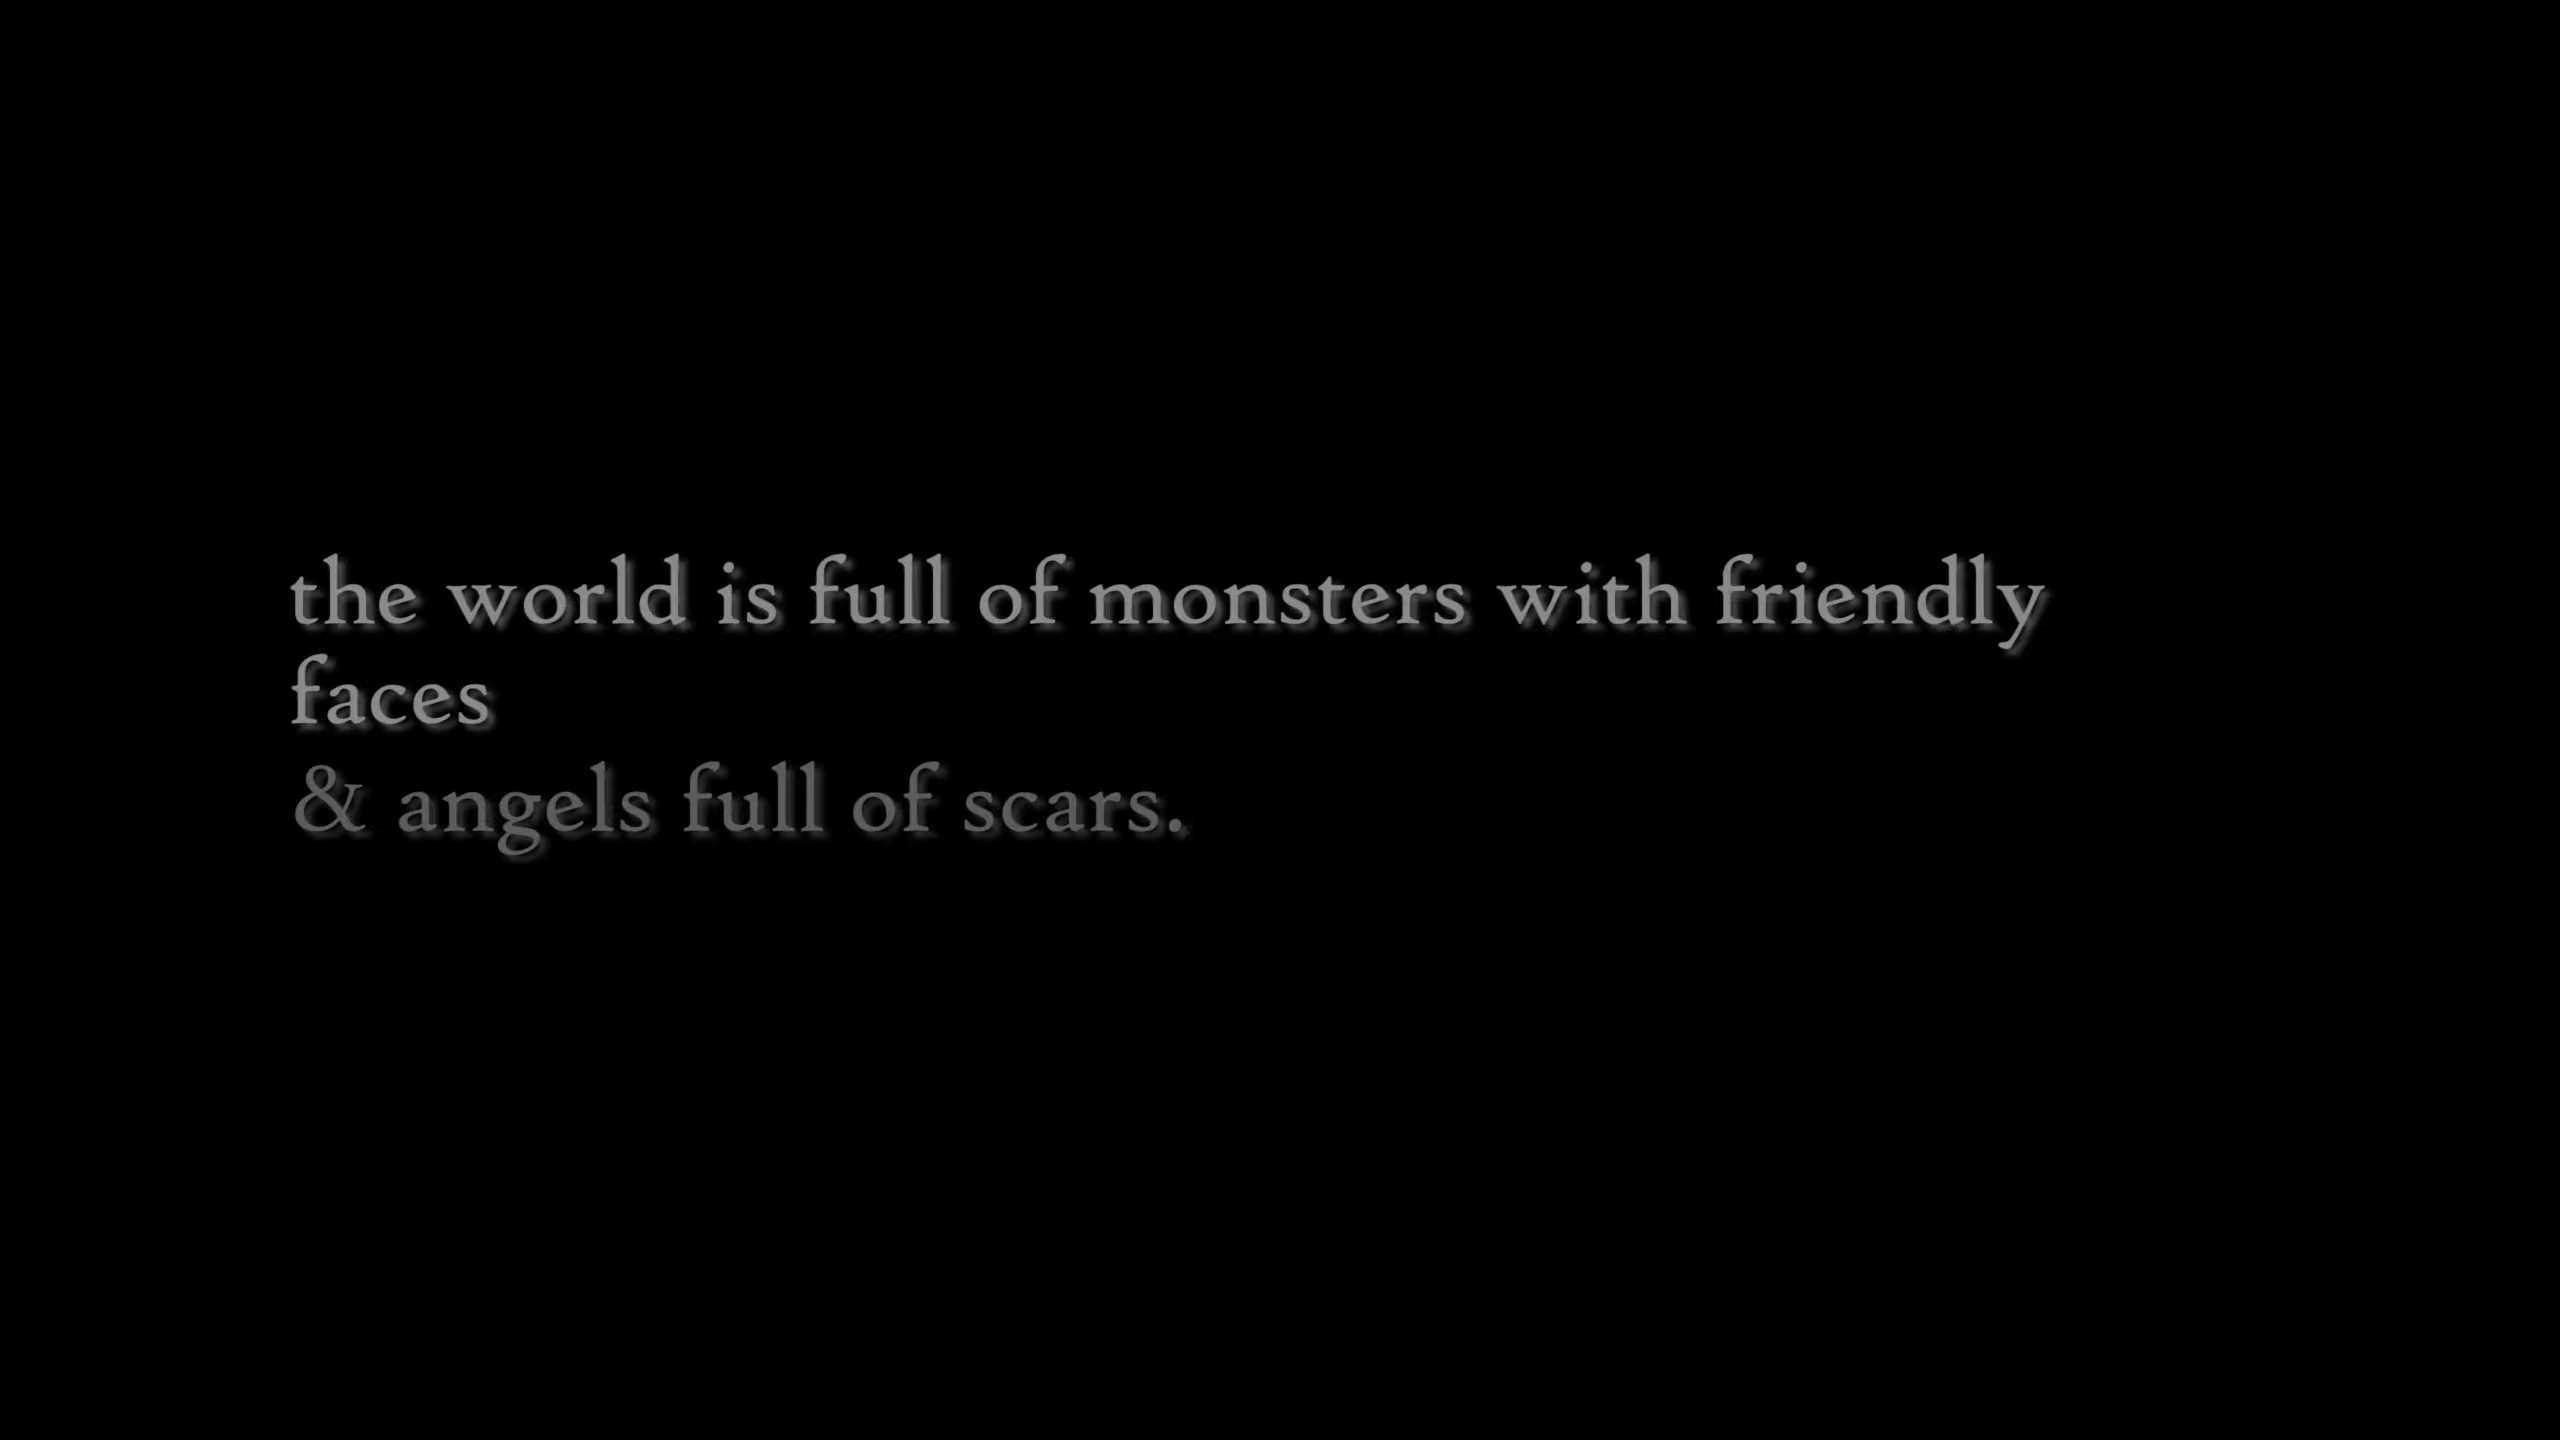 the world is full of monsters with friendly
faces
& angels full of scars.